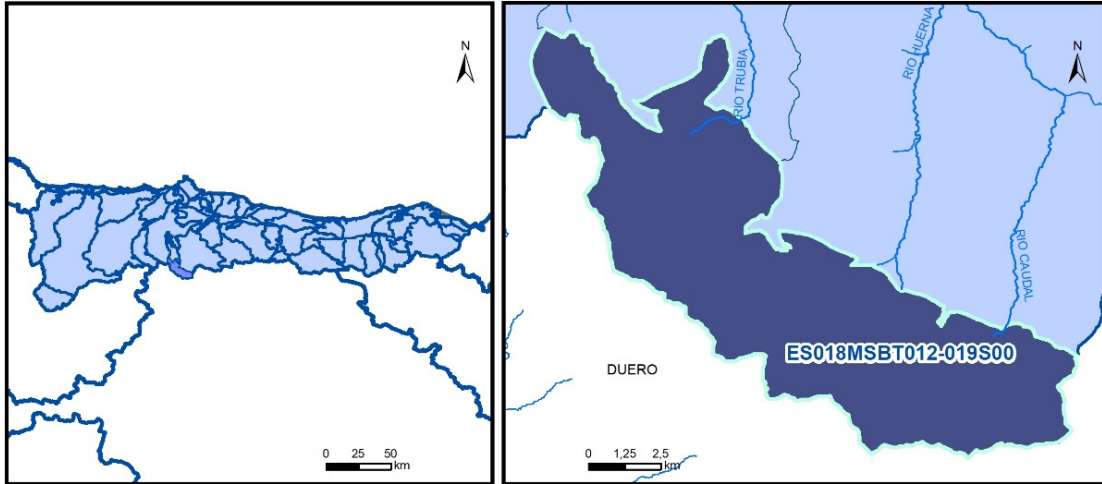 N
0 25 50
km
N
RIO TRUBIA
RIO HUERNA
RIO CAUDAL
ES018MSBT012-019S00
DUERO
0 1,25 2,5
km